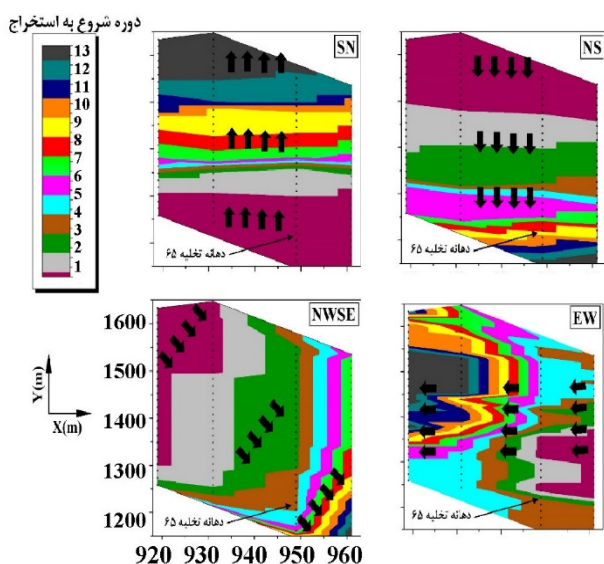 دوره شروع به استخراج
13
12
11
10
9
8
7
6
5
4
3
2
1
SN
دهانه تخلیه ۶۵
NS
دهانه تخلیه ۶۵
Y(m)
X(m)
NWSE
1600
1500
1400
1300
1200
دهانه تخلیه ۶۵
920 930 940 950 960
EW
دهانه تخلیه ۶۵